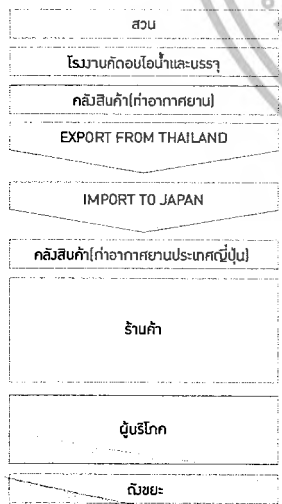 สวน
โรงงานคัดอบไอน้ำและบรรจุ
คลังสินค้า(ท่าอากาศยาน)
EXPORT FROM THAILAND
IMPORT TO JAPAN
คลังสินค้า(ท่าอากาศยานประเทศญี่ปุ่น)
ร้านค้า
ผู้บริโภค
ถังขยะ